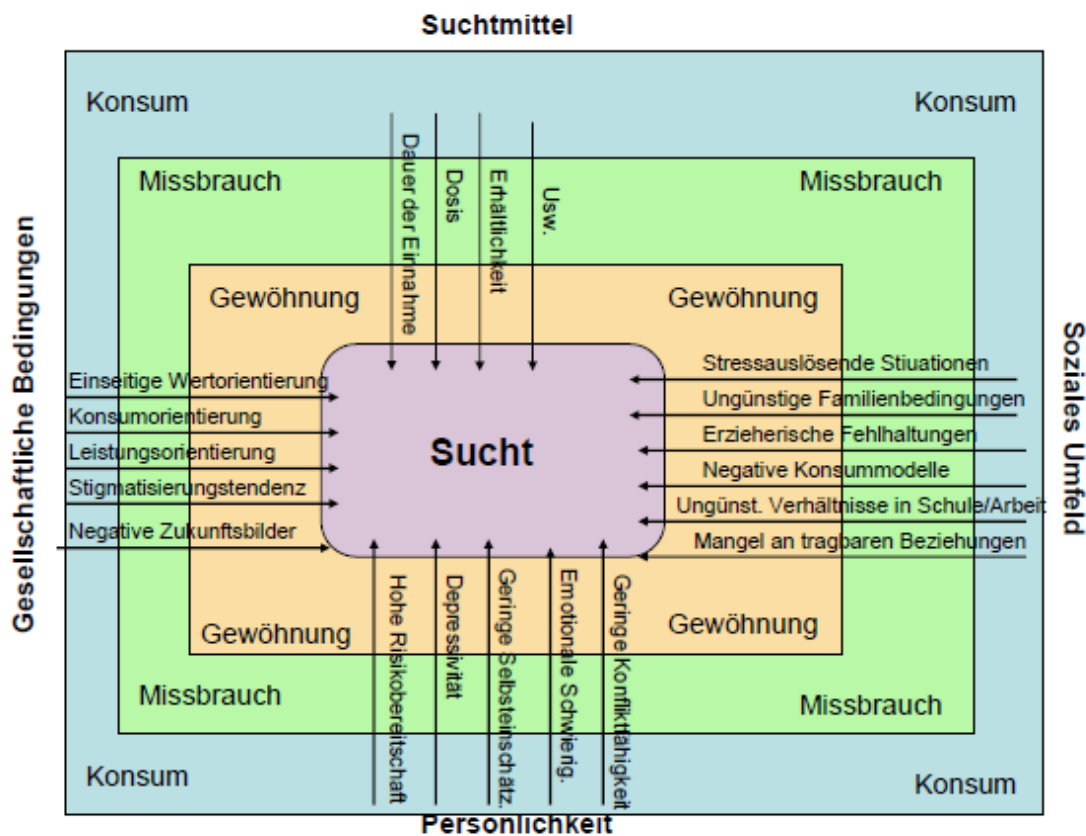 Suchtmittel
Konsum
Konsum
Missbrauch
Missbrauch
Dauer der Einnahme
Dosis
Erhältlichkeit
Usw.
Gewöhnung
Gewöhnung
Gesellschaftliche Bedingungen
Einseitige Wertorientierung
Konsumorientierung
Leistungsorientierung
Stigmatisierungstendenz
Negative Zukunftsbilder
Sucht
Stressauslösende Stiuationen
Ungünstige Familienbedingungen
Erzieherische Fehlhaltungen
Negative Konsummodelle
Ungünst. Verhältnisse in Schule/Arbeit
Mangel an tragbaren Beziehungen
Soziales Umfeld
Hohe Risikobereitschaft
Depressivität
Geringe Selbsteinschätz.
Emotionale Schwierig.
Geringe Konfliktfähigkeit
Gewöhnung
Gewöhnung
Missbrauch
Missbrauch
Konsum
Konsum
Persönlichkeit